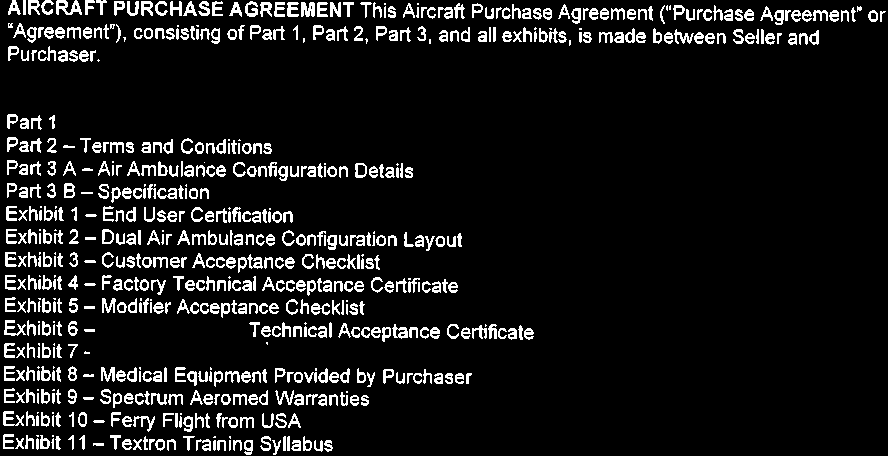 AIRCRAFT PURCHASE AGREEMENT This Aircraft Purchase Agreement ("Purchase Agreement" or
"Agreement"), consisting of Part 1, Part 2, Part 3, and all exhibits, is made between Seller and
Purchaser.
Part 1
Part 2 – Terms and Conditions
Part 3 A – Air Ambulance Configuration Details
Part 3 B – Specification
Exhibit 1 – End User Certification
Exhibit 2 – Dual Air Ambulance Configuration Layout
Exhibit 3 – Customer Acceptance Checklist
Exhibit 4 – Factory Technical Acceptance Certificate
Exhibit 5 – Modifier Acceptance Checklist
Exhibit 6 – Technical Acceptance Certificate
Exhibit 7 -
Exhibit 8 – Medical Equipment Provided by Purchaser
Exhibit 9 – Spectrum Aeromed Warranties
Exhibit 10 – Ferry Flight from USA
Exhibit 11 – Textron Training Syllabus